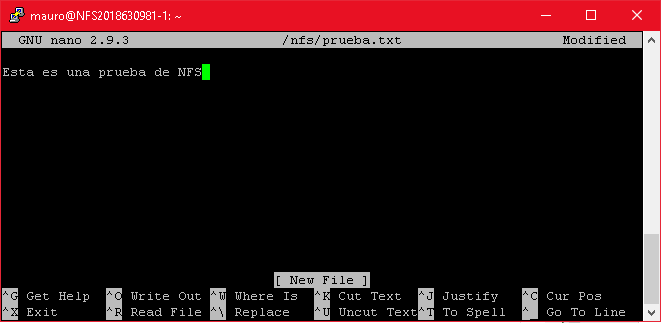 mauro@NFS2018630981-1: ~
GNU nano 2.9.3 /nfs/prueba.txt Modified
Esta es una prueba de NFS
[ New File ]
^G Get Help ^O Write Out ^W Where Is ^K Cut Text ^J Justify ^C Cur Pos
^X Exit ^R Read File ^\ Replace ^U Uncut Text ^T To Spell ^_ Go To Line